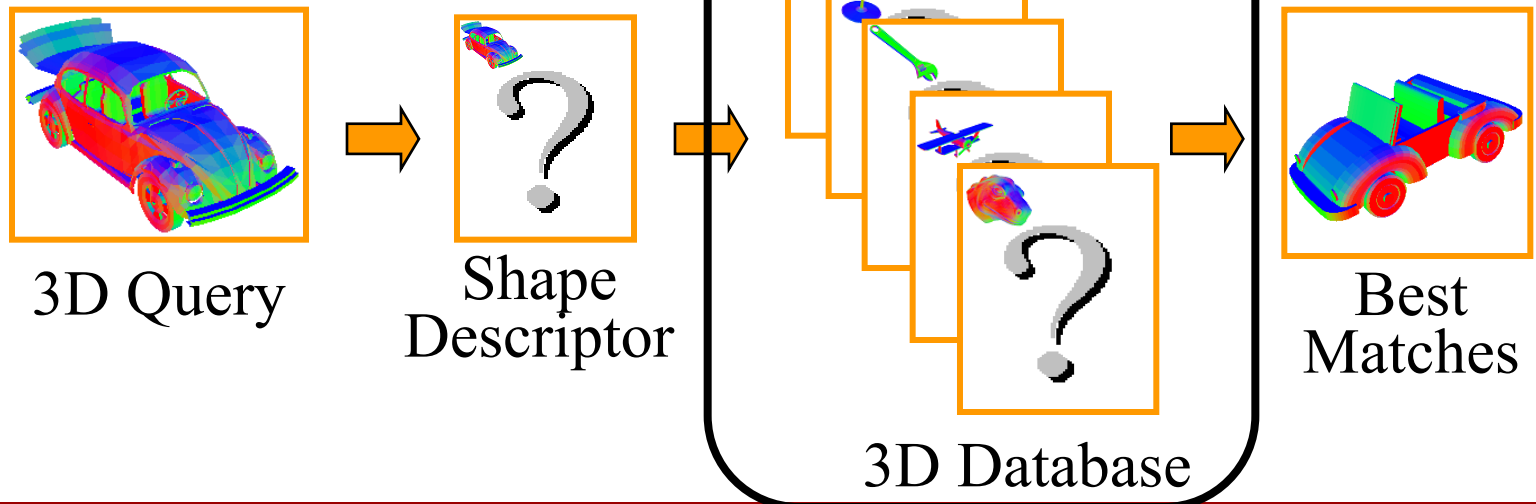 3D Query
Shape
Descriptor
3D Database
Best
Matches